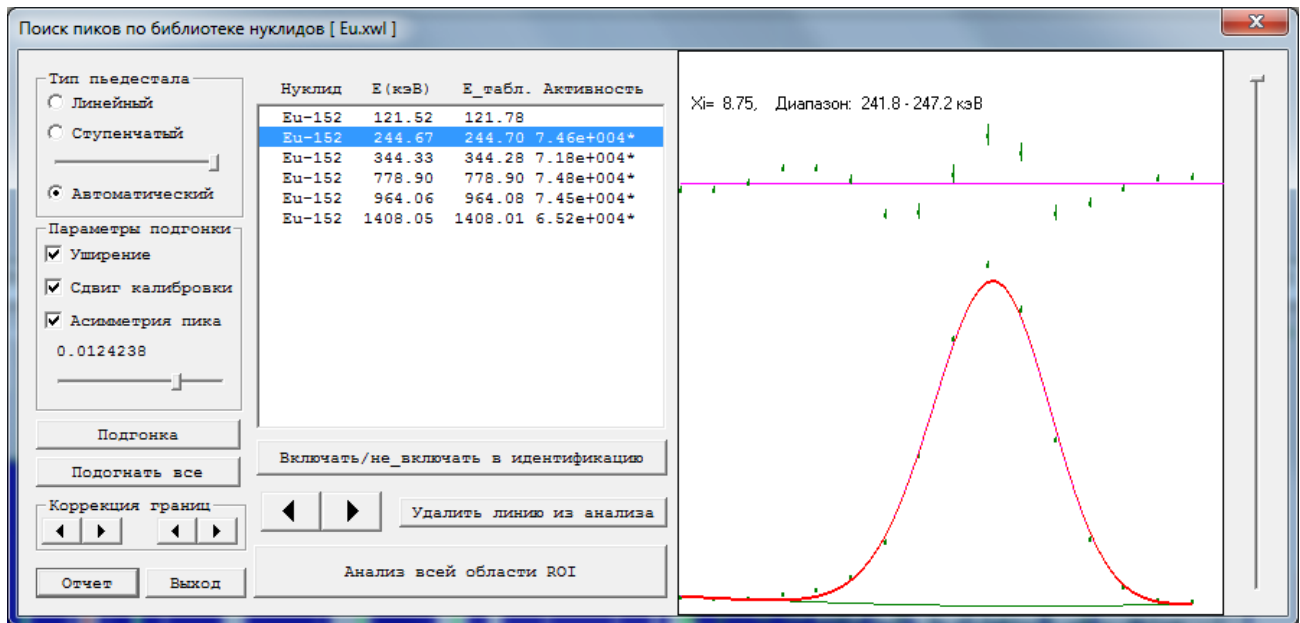 Поиск пиков по библиотеке нуклидов [ Eu.xwl ]
Тип пьедестала
Линейный
Ступенчатый
Автоматический
Параметры подгонки
Уширение
Сдвиг калибровки
Асимметрия пика
0.0124238
Подгонка
Подогнать все
Коррекция границ
Отчет
Выход
Нуклид E(кэВ) E_табл. Активность
Eu-152 121.52 121.78
Eu-152 244.67 244.70 7.46e+004*
Eu-152 344.33 344.28 7.18e+004*
Eu-152 778.90 778.90 7.48e+004*
Eu-152 964.06 964.08 7.45e+004*
Eu-152 1408.05 1408.01 6.52e+004*
Включать/не_включать в идентификацию
Удалить линию из анализа
Анализ всей области ROI
Xi= 8.75, Диапазон: 241.8 - 247.2 кэВ